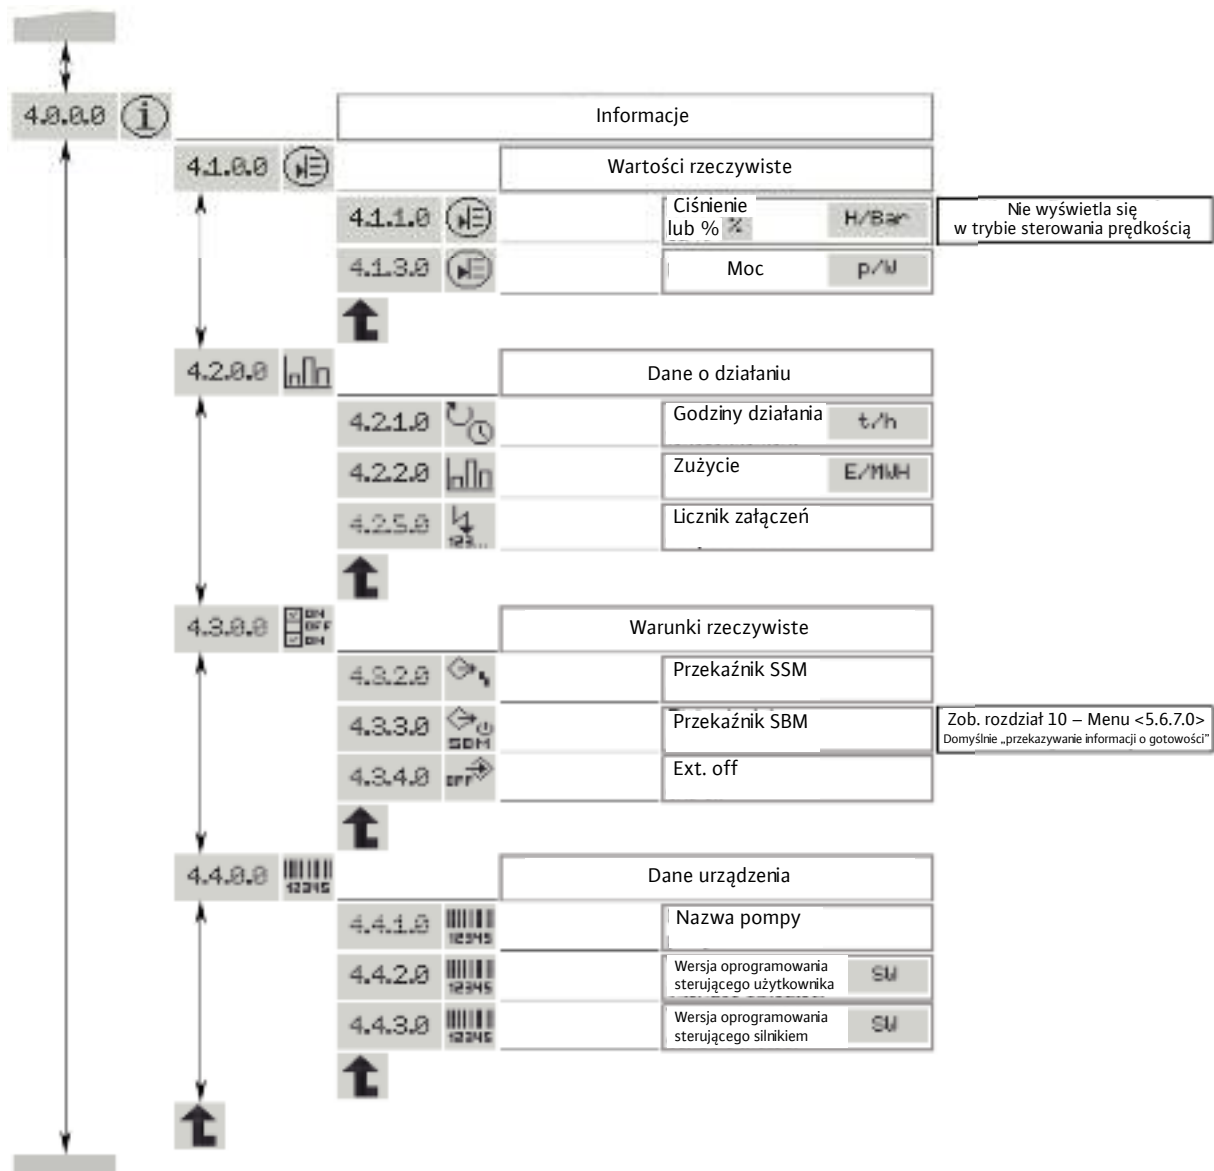 4.0.0.0 i Informacje
4.1.0.0 Wartości rzeczywiste
4.1.1.0 Ciśnienie
lub % % H/Bar
Nie wyświetla się
w trybie sterowania prędkością
4.1.3.0 Moc p/W
4.2.0.0 Dane o działaniu
4.2.1.0 Godziny działania t/h
4.2.2.0 Zużycie E/MWH
4.2.5.0 123... Licznik załączeń
4.3.0.0 ON Warunki rzeczywiste
OFF
ON
4.3.2.0 Przekaźnik SSM
4.3.3.0 SBM Przekaźnik SBM
Zob. rozdział 10 – Menu <5.6.7.0>
Domyślnie „przekazywanie informacji o gotowości”
4.3.4.0 OFF Ext. off
4.4.0.0 12345 Dane urządzenia
4.4.1.0 12345 Nazwa pompy
4.4.2.0 12345 Wersja oprogramowania
sterującego użytkownika SW
4.4.3.0 12345 Wersja oprogramowania
sterującego silnikiem SW